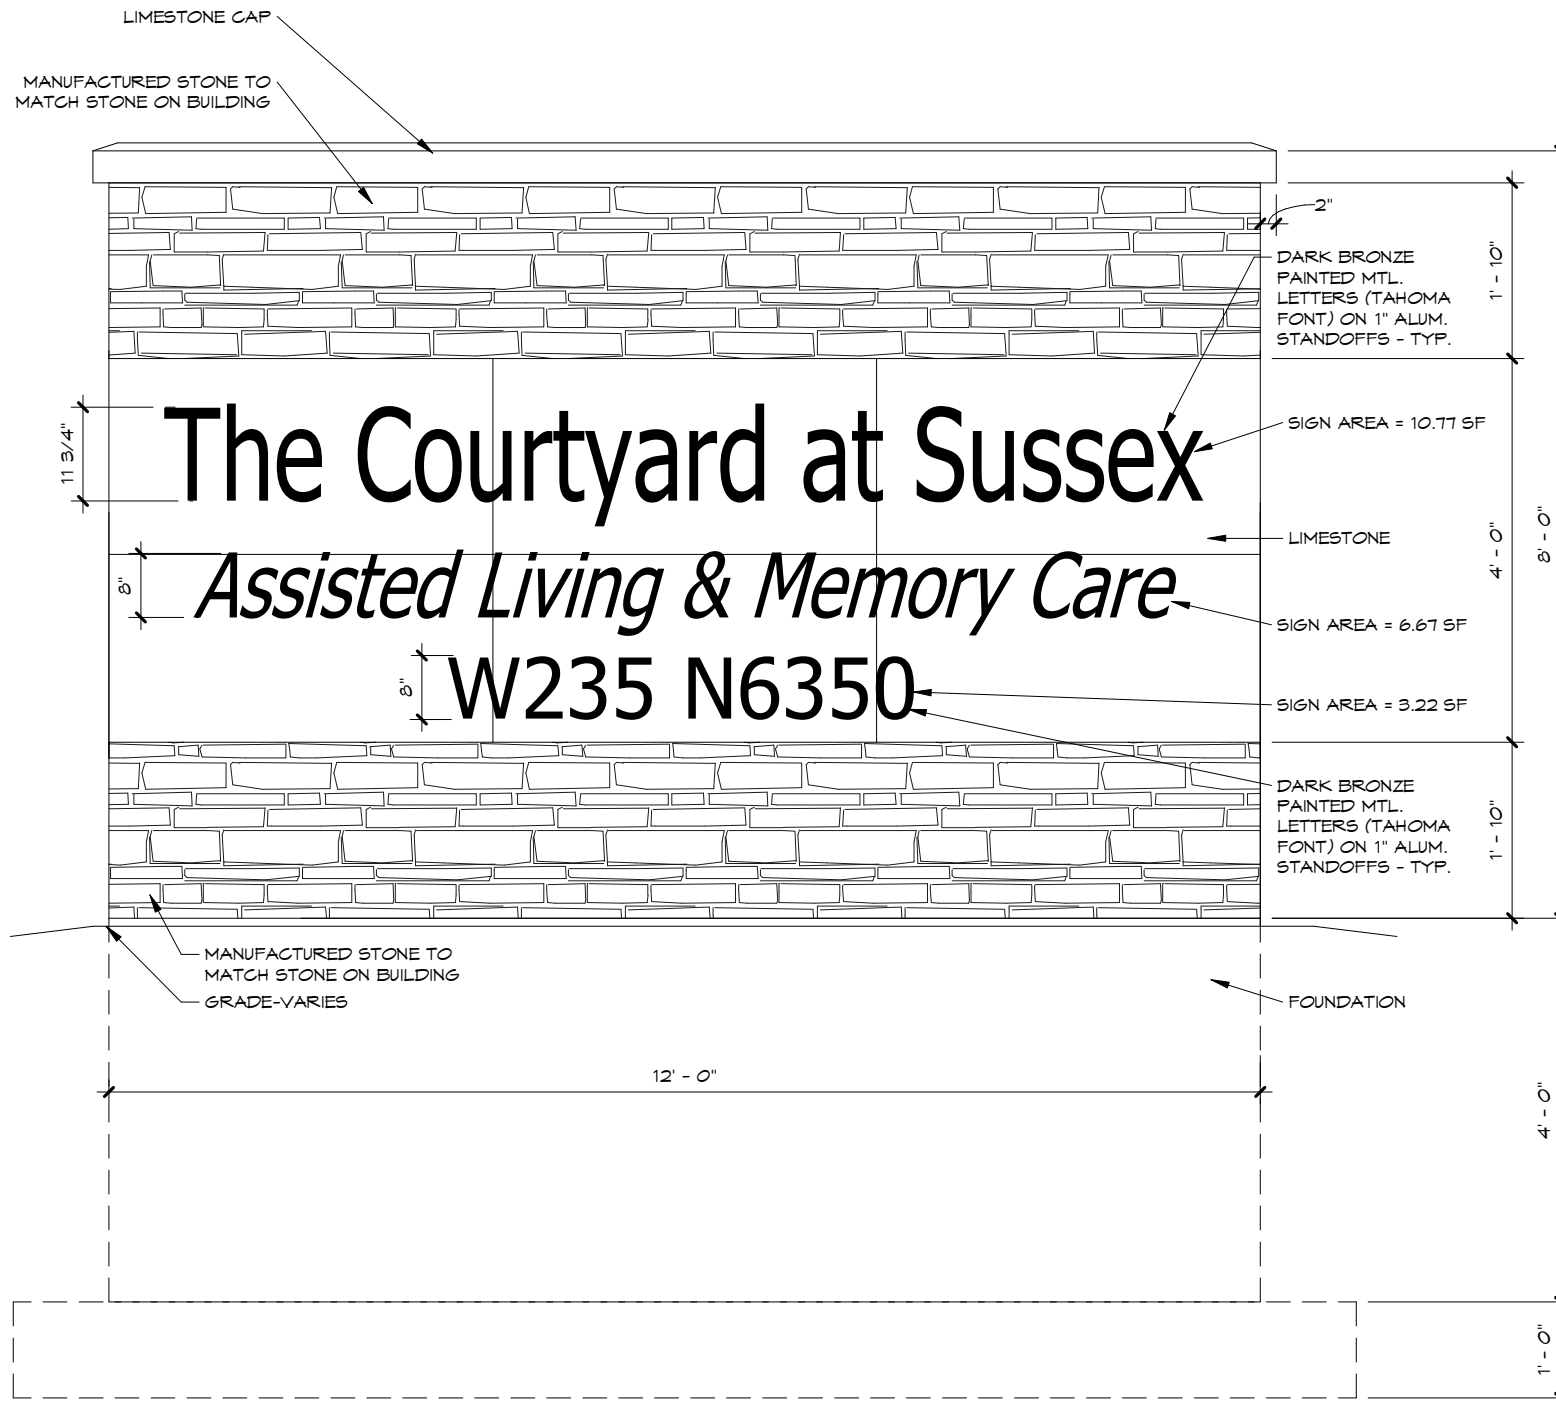 LIMESTONE CAP
MANUFACTURED STONE TO
MATCH STONE ON BUILDING
2"
DARK BRONZE
PAINTED MTL.
LETTERS (TAHOMA
FONT) ON 1" ALUM.
STANDOFFS - TYP.
1' - 10"
The Courtyard at Sussex
11 3/4"
SIGN AREA = 10.77 SF
LIMESTONE
4' - 0"
8' - 0"
Assisted Living & Memory Care
8"
SIGN AREA = 6.67 SF
W235 N6350
8"
SIGN AREA = 3.22 SF
DARK BRONZE
PAINTED MTL.
LETTERS (TAHOMA
FONT) ON 1" ALUM.
STANDOFFS - TYP.
1' - 10"
MANUFACTURED STONE TO
MATCH STONE ON BUILDING
GRADE-VARIES
FOUNDATION
12' - 0"
4' - 0"
1' - 0"